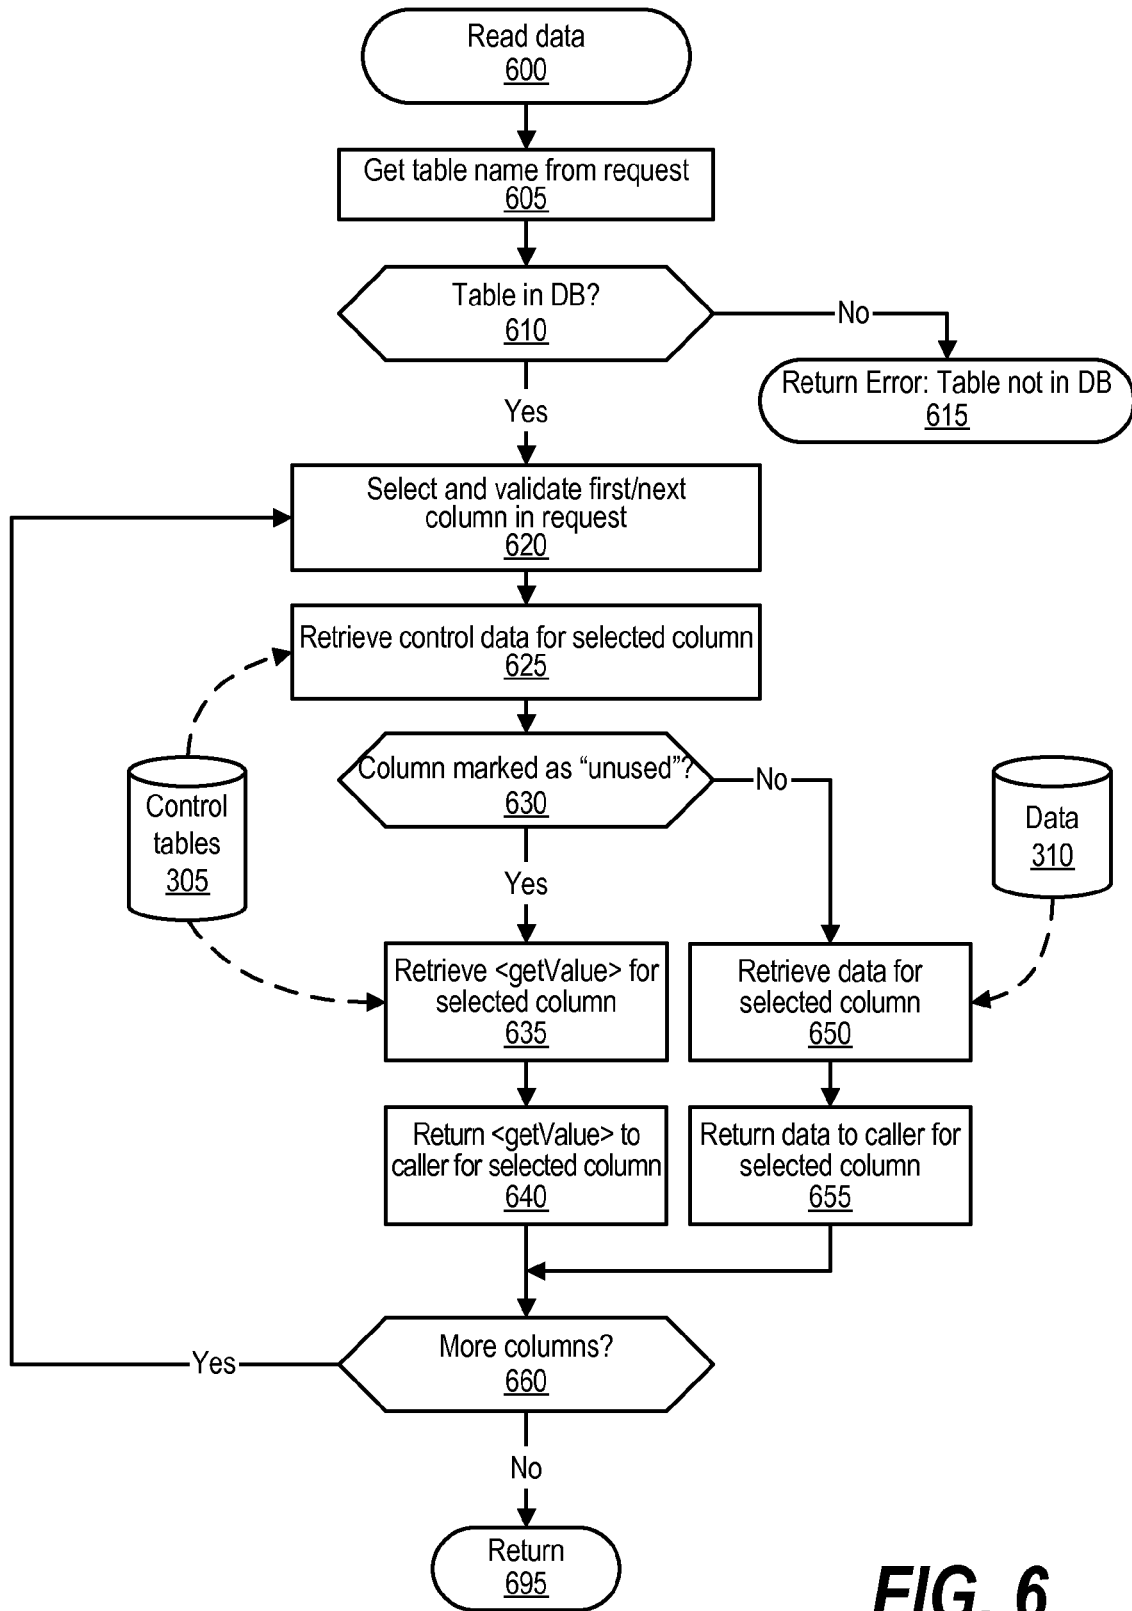 Read data
600
Get table name from request
605
Table in DB?
610
No
Return Error: Table not in DB
615
Yes
Select and validate first/next
column in request
620
Retrieve control data for selected column
625
Column marked as “unused”?
630
No
Control
tables
305
Data
310
Yes
Retrieve <getValue> for
selected column
635
Retrieve data for
selected column
650
Return <getValue> to
caller for selected column
640
Return data to caller for
selected column
655
More columns?
660
Yes
No
Return
695
FIG. 6